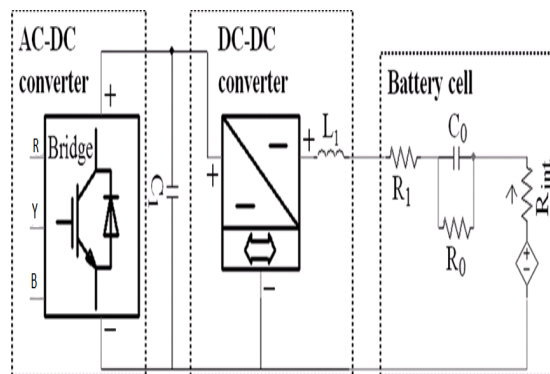 AC-DC
converter
DC-DC
converter
Battery cell
+
Bridge
R
Y
B
−
C1
+
+
−
L1
R1
C0
R0
Rint
+
−